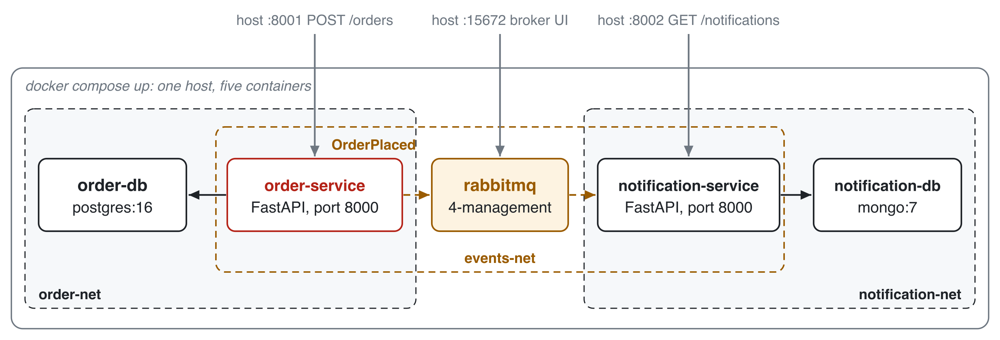 host :8001 POST /orders
host :15672 broker UI
host :8002 GET /notifications
docker compose up: one host, five containers
OrderPlaced
order-db
postgres:16
order-service
FastAPI, port 8000
rabbitmq
4-management
notification-service
FastAPI, port 8000
notification-db
mongo:7
events-net
order-net
notification-net